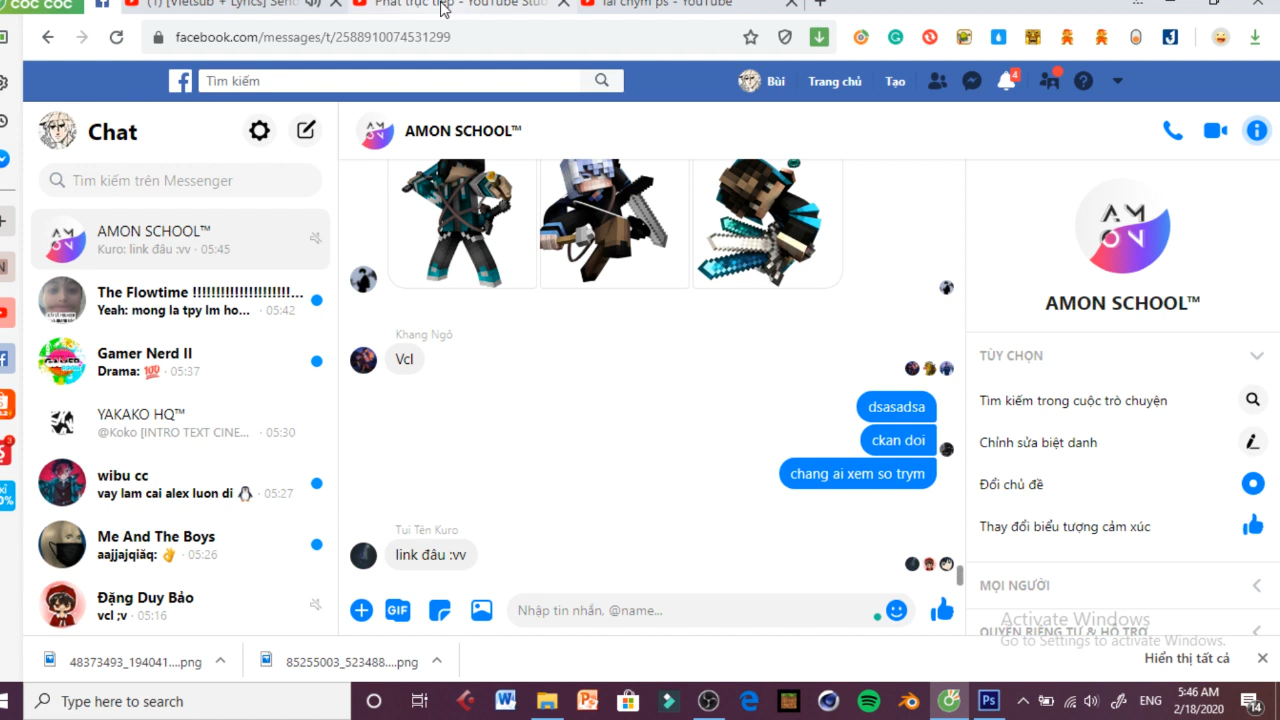 CỐC CỐC
(1) [Vietsub + Lyrics] Send
Phát trực tiếp - YouTube Stud
Tai chym ps - YouTube
facebook.com/messages/t/2588910074531299
Tìm kiếm
Bùi
Trang chủ
Tạo
4
Chat
Tìm kiếm trên Messenger
AMON SCHOOL™
Kuro: link đâu :vv · 05:45
The Flowtime !!!!!!!!!!!!!!!!!!!!!...
Yeah: mong la tpy lm ho... · 05:42
Gamer Nerd II
Drama: 💯 · 05:37
YAKAKO HQ™
@Koko [INTRO TEXT CINE... · 05:30
wibu cc
vay lam cai alex luon di 🐧 · 05:27
Me And The Boys
aajjajqiăq: 👌 · 05:26
Đặng Duy Bảo
vcl ;v · 05:16
AMON SCHOOL™
Khang Ngô
Vcl
dsasadsa
ckan doi
chang ai xem so trym
Tui Tên Kuro
link đâu :vv
GIF
Nhập tin nhắn, @name...
AMON
AMON SCHOOL™
TÙY CHỌN
Tìm kiếm trong cuộc trò chuyện
Chỉnh sửa biệt danh
Đổi chủ đề
Thay đổi biểu tượng cảm xúc
MỌI NGƯỜI
QUYỀN RIÊNG TƯ & HỖ TRỢ
Activate Windows
Go to Settings to activate Windows.
48373493_194041....png
85255003_523488....png
Hiển thị tất cả
Type here to search
ENG
5:46 AM
2/18/2020
14